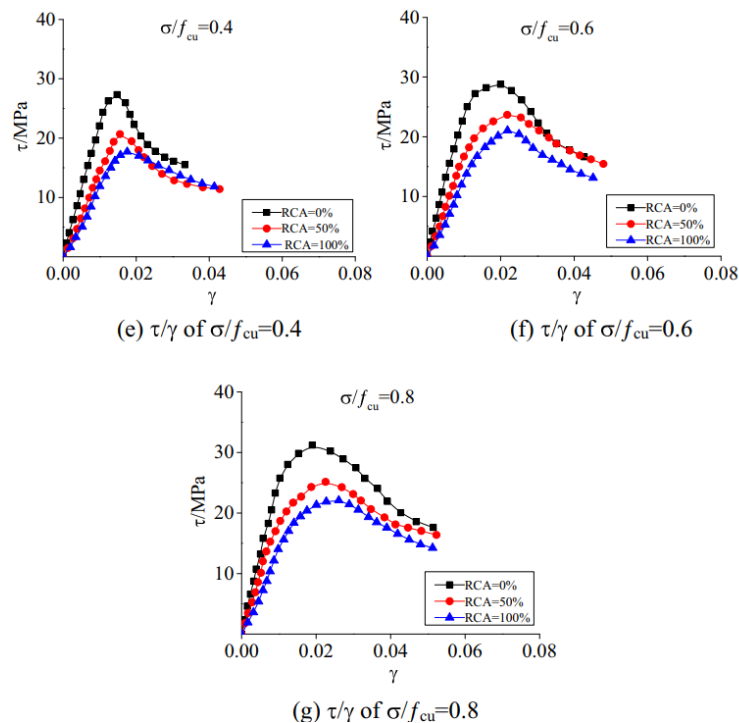 σ/fcu=0.4
τ/MPa
40
30
20
10
0.00 0.02 0.04 0.06 0.08
γ
RCA=0%
RCA=50%
RCA=100%
(e) τ/γ of σ/fcu=0.4
σ/fcu=0.6
τ/MPa
40
30
20
10
0.00 0.02 0.04 0.06 0.08
γ
RCA=0%
RCA=50%
RCA=100%
(f) τ/γ of σ/fcu=0.6
σ/fcu=0.8
τ/MPa
40
30
20
10
0.00 0.02 0.04 0.06 0.08
γ
RCA=0%
RCA=50%
RCA=100%
(g) τ/γ of σ/fcu=0.8